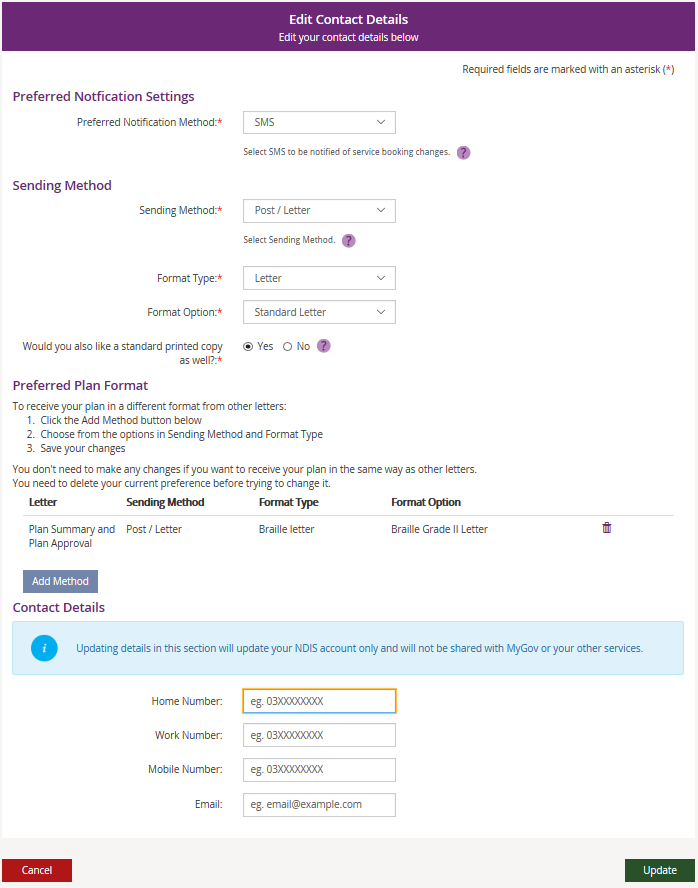 Edit Contact Details
Edit your contact details below
Required fields are marked with an asterisk (*)
Preferred Notfication Settings
Preferred Notification Method:*
SMS
Select SMS to be notified of service booking changes. ?
Sending Method
Sending Method:*
Post / Letter
Select Sending Method. ?
Format Type:*
Letter
Format Option:*
Standard Letter
Would you also like a standard printed copy
as well?:*
Yes No ?
Preferred Plan Format
To receive your plan in a different format from other letters:
1. Click the Add Method button below
2. Choose from the options in Sending Method and Format Type
3. Save your changes
You don't need to make any changes if you want to receive your plan in the same way as other letters.
You need to delete your current preference before trying to change it.
Letter Sending Method Format Type Format Option
Plan Summary and Post / Letter Braille letter Braille Grade II Letter
Plan Approval
Add Method
Contact Details
i Updating details in this section will update your NDIS account only and will not be shared with MyGov or your other services.
Home Number: eg. 03XXXXXXXX
Work Number: eg. 03XXXXXXXX
Mobile Number: eg. 03XXXXXXXX
Email: eg. email@example.com
Cancel Update